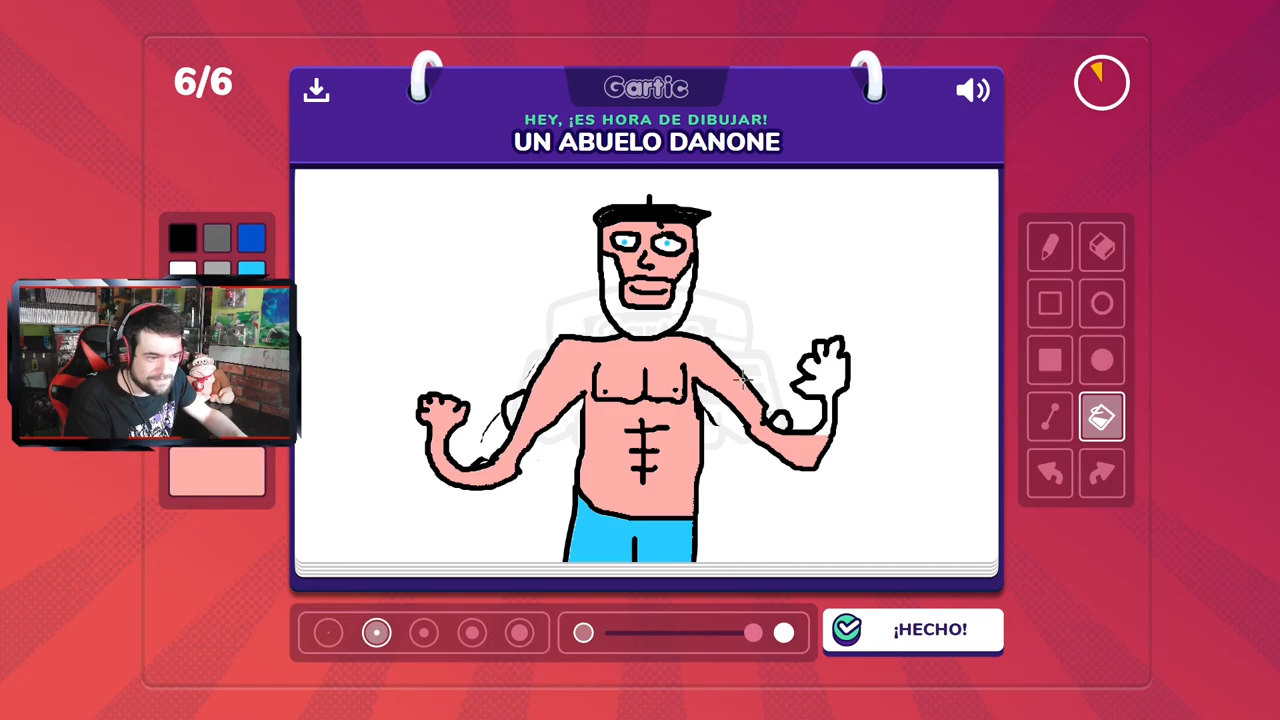 6/6
Gartic
HEY, ¡ES HORA DE DIBUJAR!
UN ABUELO DANONE
¡HECHO!